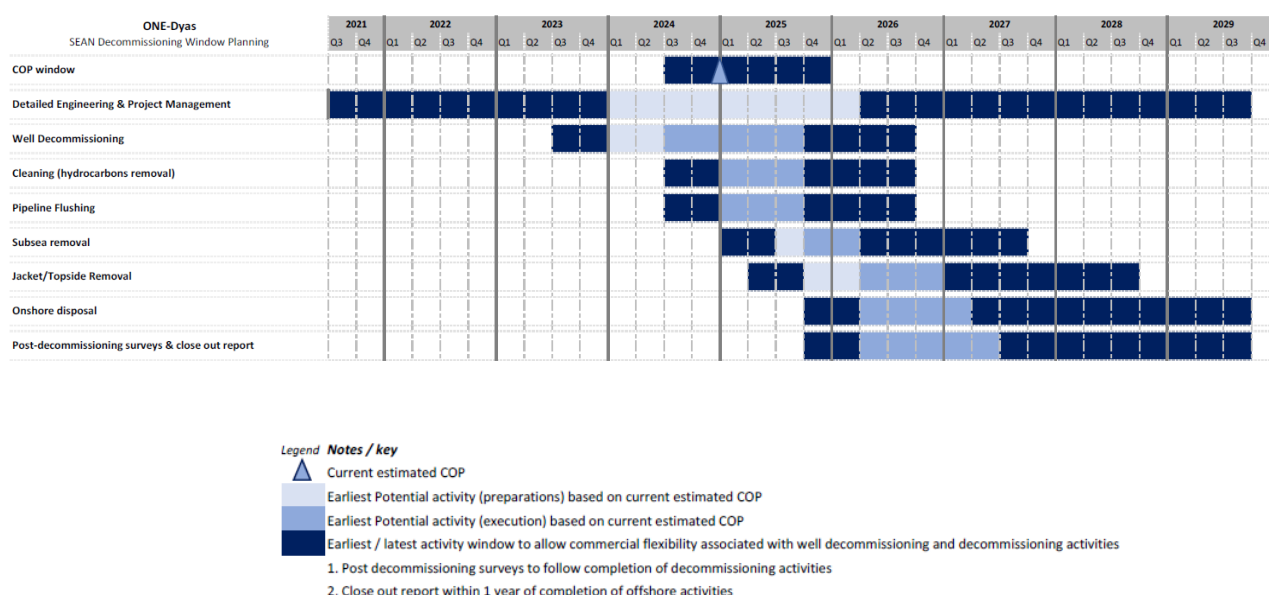 ONE-Dyas 2021 2022 2023 2024 2025 2026 2027 2028 2029
SEAN Decommissioning Window Planning Q3 Q4 Q1 Q2 Q3 Q4 Q1 Q2 Q3 Q4 Q1 Q2 Q3 Q4 Q1 Q2 Q3 Q4 Q1 Q2 Q3 Q4 Q1 Q2 Q3 Q4 Q1 Q2 Q3 Q4 Q1 Q2 Q3 Q4
COP window
Detailed Engineering & Project Management
Well Decommissioning
Cleaning (hydrocarbons removal)
Pipeline Flushing
Subsea removal
Jacket/Topside Removal
Onshore disposal
Post-decommissioning surveys & close out report
Legend Notes / key
Current estimated COP
Earliest Potential activity (preparations) based on current estimated COP
Earliest Potential activity (execution) based on current estimated COP
Earliest / latest activity window to allow commercial flexibility associated with well decommissioning and decommissioning activities
1. Post decommissioning surveys to follow completion of decommissioning activities
2. Close out report within 1 year of completion of offshore activities